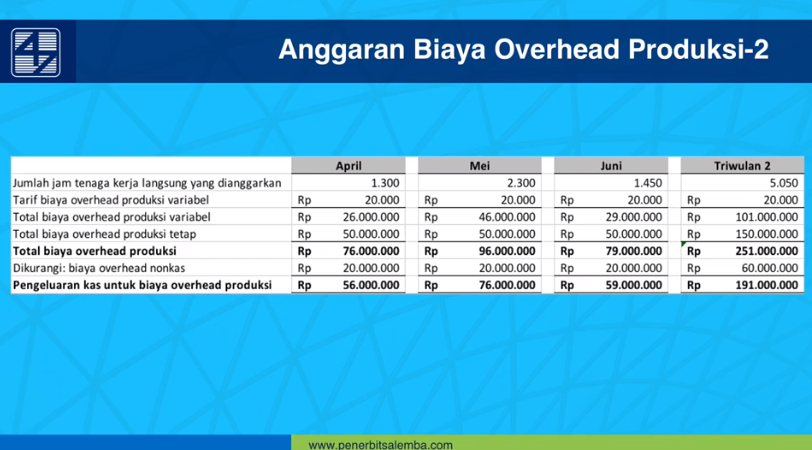 Anggaran Biaya Overhead Produksi-2
April Mei Juni Triwulan 2
Jumlah jam tenaga kerja langsung yang dianggarkan 1.300 2.300 1.450 5.050
Tarif biaya overhead produksi variabel Rp 20.000 Rp 20.000 Rp 20.000 Rp 20.000
Total biaya overhead produksi variabel Rp 26.000.000 Rp 46.000.000 Rp 29.000.000 Rp 101.000.000
Total biaya overhead produksi tetap Rp 50.000.000 Rp 50.000.000 Rp 50.000.000 Rp 150.000.000
Total biaya overhead produksi Rp 76.000.000 Rp 96.000.000 Rp 79.000.000 Rp 251.000.000
Dikurangi: biaya overhead nonkas Rp 20.000.000 Rp 20.000.000 Rp 20.000.000 Rp 60.000.000
Pengeluaran kas untuk biaya overhead produksi Rp 56.000.000 Rp 76.000.000 Rp 59.000.000 Rp 191.000.000
www.penerbitsalemba.com